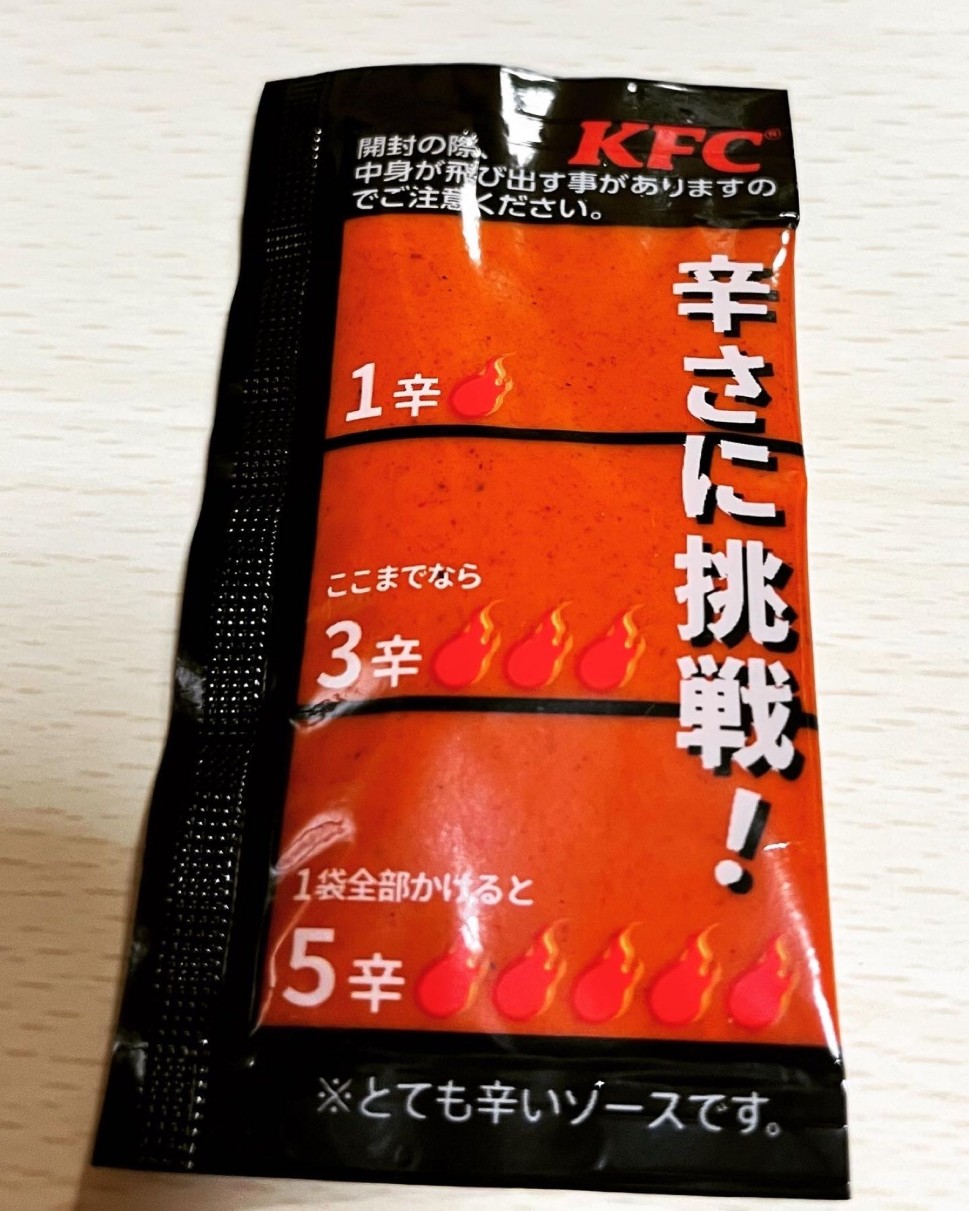 KFC®
開封の際、
中身が飛び出す事がありますの
でご注意ください。
辛さに挑戦！
1辛
ここまでなら
3辛
1袋全部かけると
5辛
※とても辛いソースです。